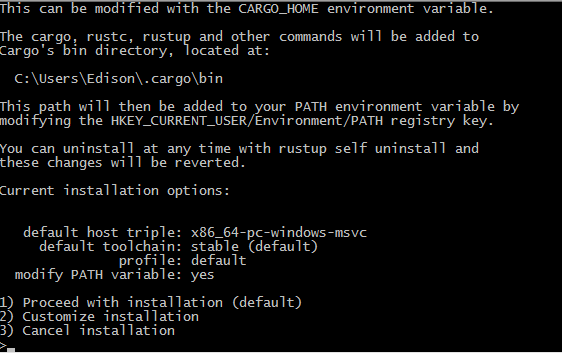 This can be modified with the CARGO_HOME environment variable.
The cargo, rustc, rustup and other commands will be added to
Cargo's bin directory, located at:
C:\Users\Edison\.cargo\bin
This path will then be added to your PATH environment variable by
modifying the HKEY_CURRENT_USER/Environment/PATH registry key.
You can uninstall at any time with rustup self uninstall and
these changes will be reverted.
Current installation options:
default host triple: x86_64-pc-windows-msvc
default toolchain: stable (default)
profile: default
modify PATH variable: yes
1) Proceed with installation (default)
2) Customize installation
3) Cancel installation
>